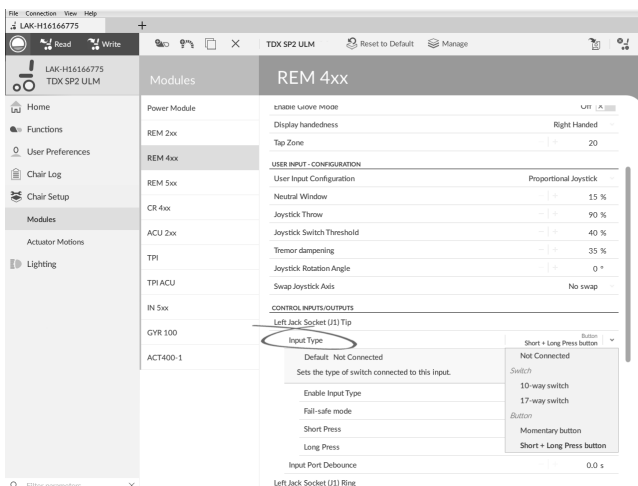 File Connection View Help
LAK-H16166775 +
Read Write TDX SP2 ULM Reset to Default Manage
LAK-H16166775
TDX SP2 ULM
Home
Functions
User Preferences
Chair Log
Chair Setup
Modules
Actuator Motions
Lighting
Filter parameters
Modules
Power Module
REM 2xx
REM 4xx
REM 5xx
CR 4xx
ACU 2xx
TPI
TPI ACU
IN 5xx
GYR 100
ACT400-1
REM 4xx
Enable Glove Mode Off
Display handedness Right Handed
Tap Zone 20
USER INPUT - CONFIGURATION
User Input Configuration Proportional Joystick
Neutral Window 15 %
Joystick Throw 90 %
Joystick Switch Threshold 40 %
Tremor dampening 35 %
Joystick Rotation Angle 0 °
Swap Joystick Axis No swap
CONTROL INPUTS/OUTPUTS
Left Jack Socket (J1) Tip
Input Type Button
Short + Long Press button
Default Not Connected
Sets the type of switch connected to this input.
Enable Input Type
Fail-safe mode
Short Press
Long Press
Input Port Debounce 0.0 s
Left Jack Socket (J1) Ring
Not Connected
Switch
10-way switch
17-way switch
Button
Momentary button
Short + Long Press button